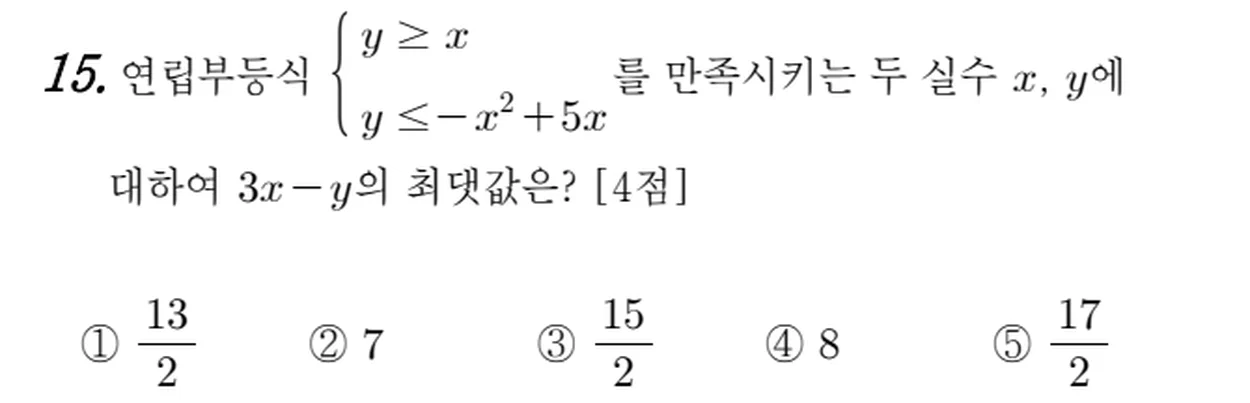 15. 연립부등식 { y ≥ x
y ≤ −x² + 5x 를 만족시키는 두 실수 x, y에
대하여 3x − y의 최댓값은? [4점]
① 13/2 ② 7 ③ 15/2 ④ 8 ⑤ 17/2